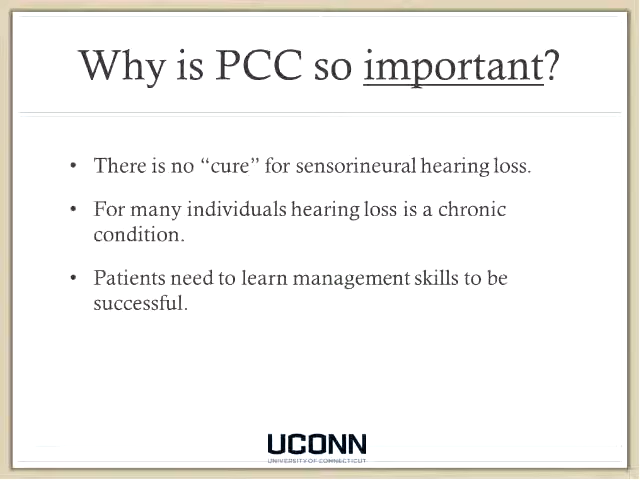 Why is PCC so important?
• There is no “cure” for sensorineural hearing loss.
• For many individuals hearing loss is a chronic
condition.
• Patients need to learn management skills to be
successful.
UCONN
UNIVERSITY OF CONNECTICUT